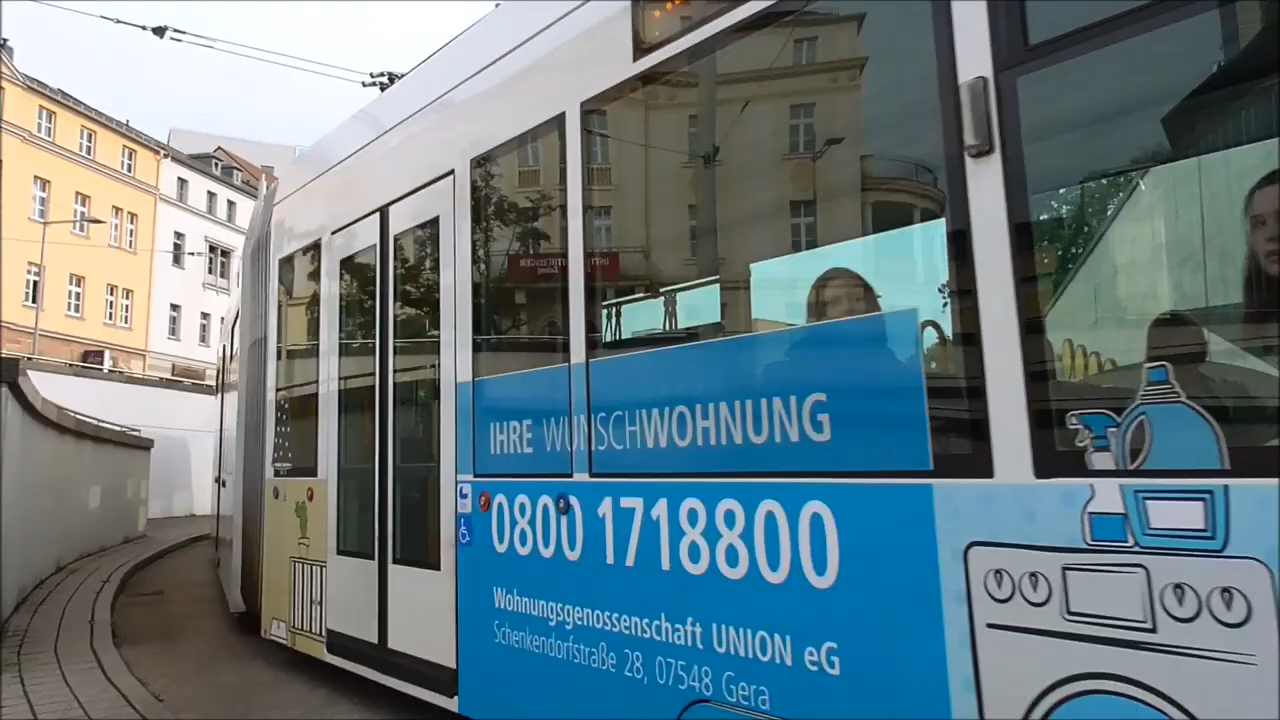 IHRE WUNSCHWOHNUNG
0800 1718800
Wohnungsgenossenschaft UNION eG
Schenkendorfstraße 28, 07548 Gera